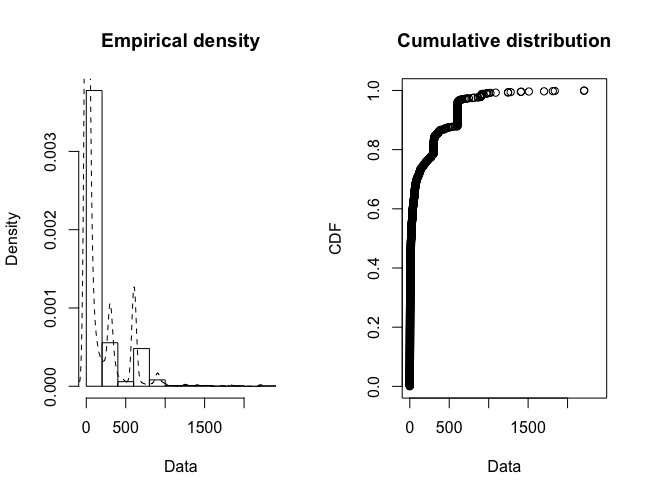 Empirical density
Density
0.000
0.001
0.002
0.003
0
500
1500
Data
Cumulative distribution
CDF
0.0
0.2
0.4
0.6
0.8
1.0
0
500
1500
Data